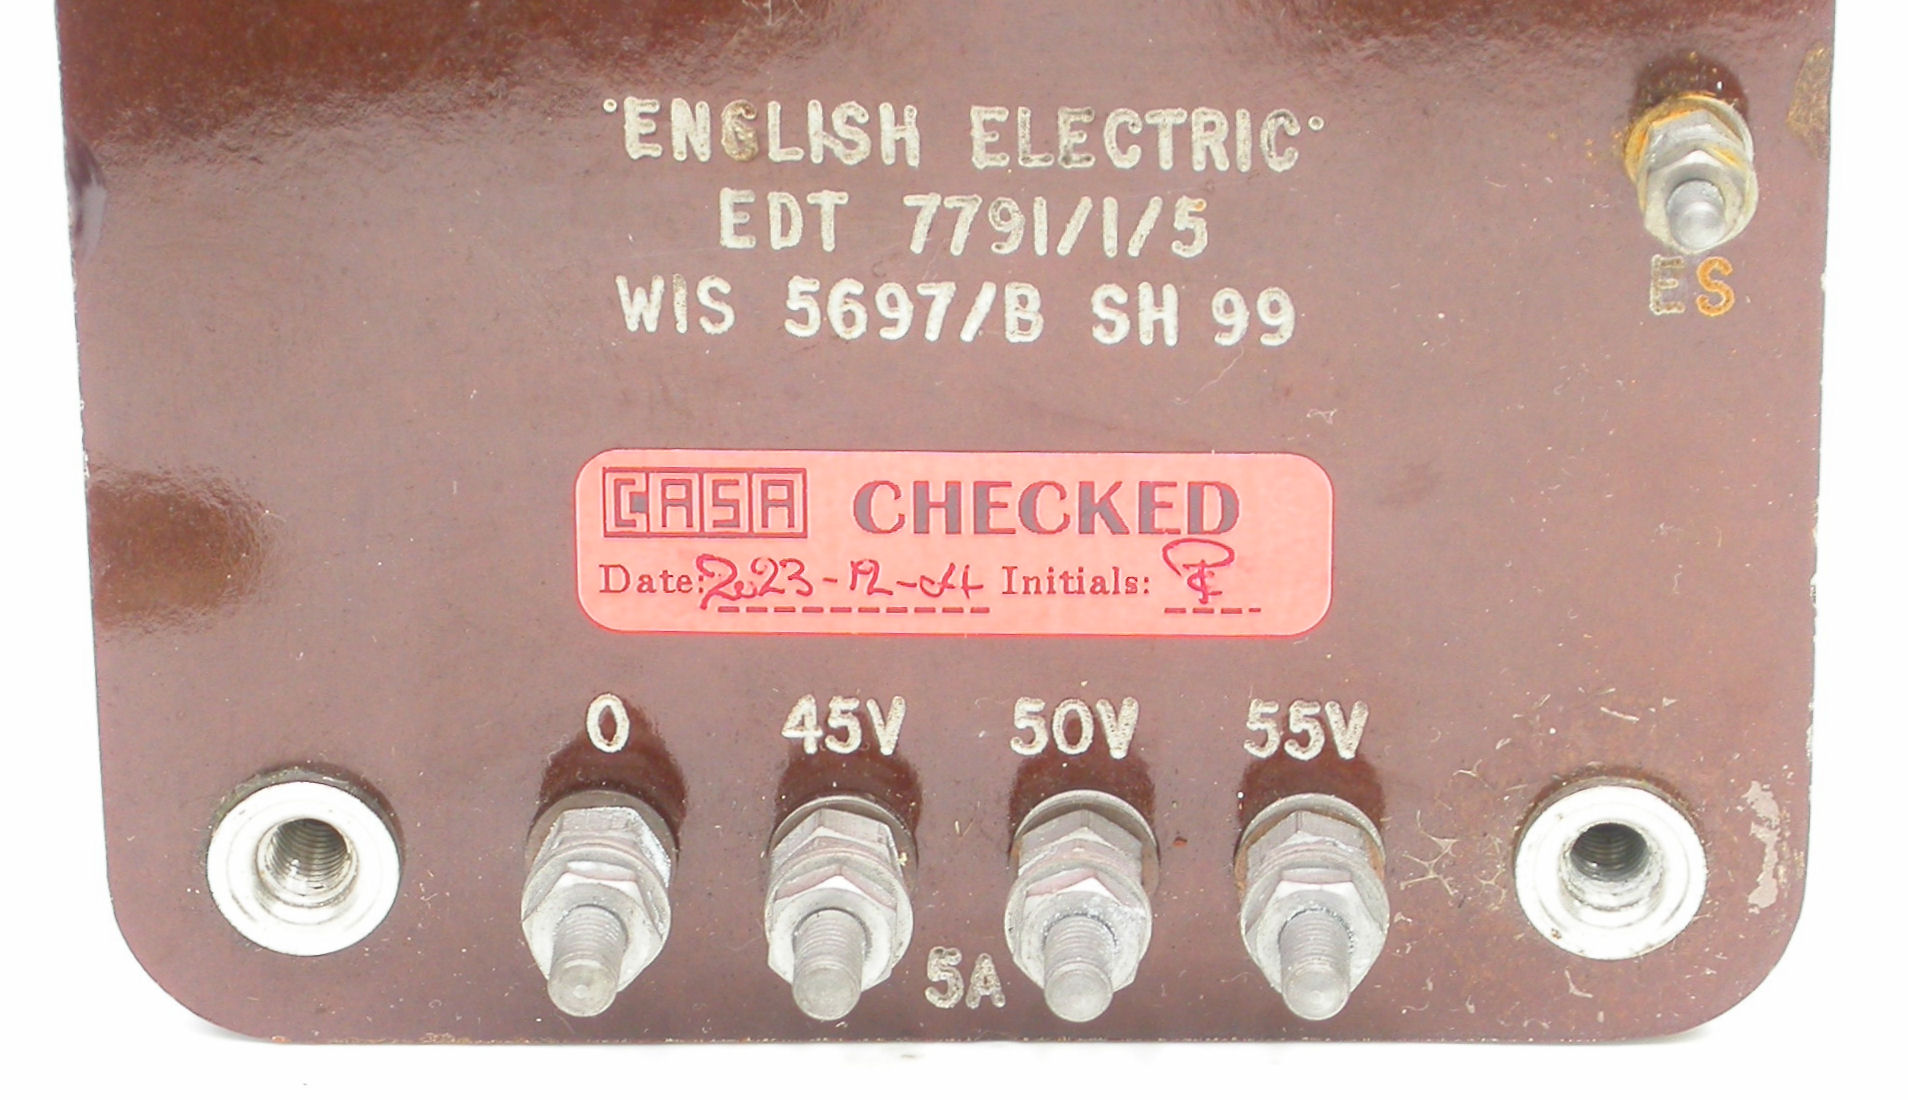 'ENGLISH ELECTRIC'
EDT 7791/1/5
WIS 5697/B SH 99
ES
CASA CHECKED
Date: 2023-12-04 Initials:
0 45V 50V 55V
5A